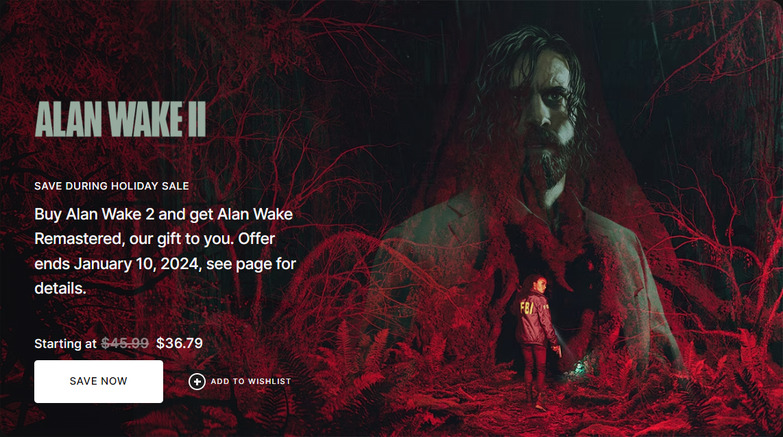 ALAN WAKE II
SAVE DURING HOLIDAY SALE
Buy Alan Wake 2 and get Alan Wake
Remastered, our gift to you. Offer
ends January 10, 2024, see page for
details.
Starting at $45.99 $36.79
SAVE NOW
ADD TO WISHLIST
FBI